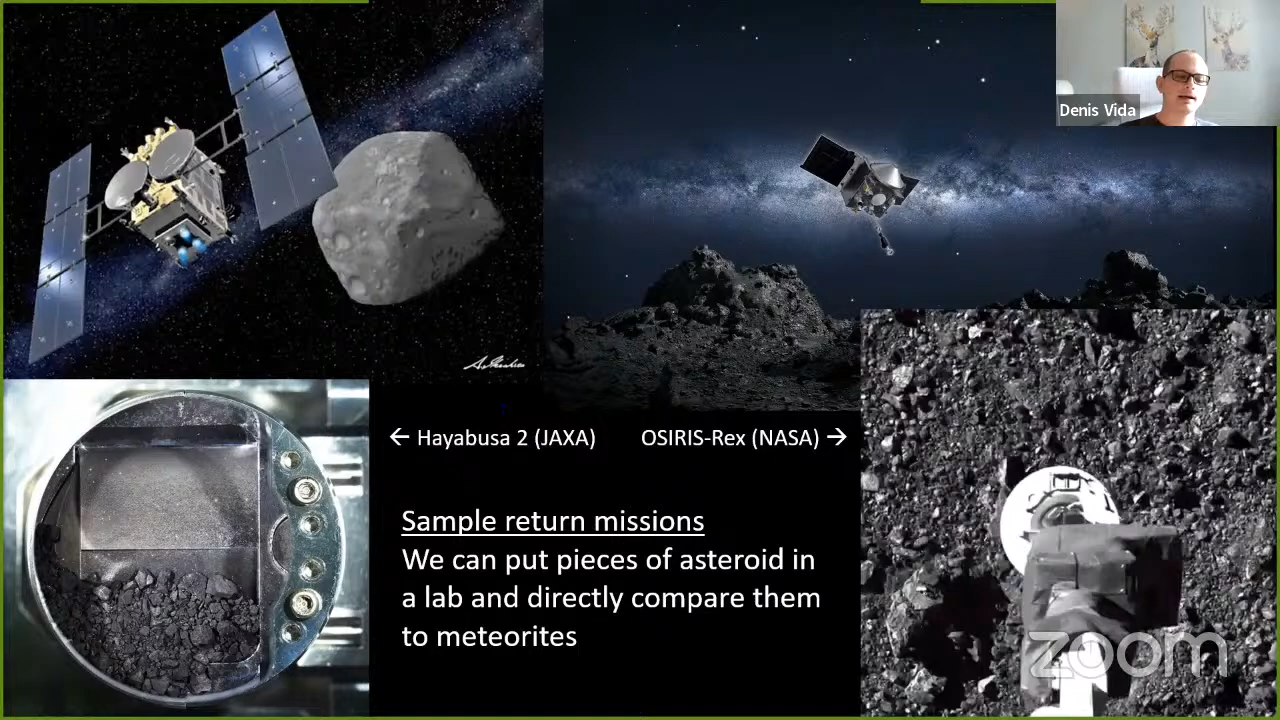 Denis Vida
← Hayabusa 2 (JAXA)
OSIRIS-Rex (NASA) →
Sample return missions
We can put pieces of asteroid in
a lab and directly compare them
to meteorites
zoom